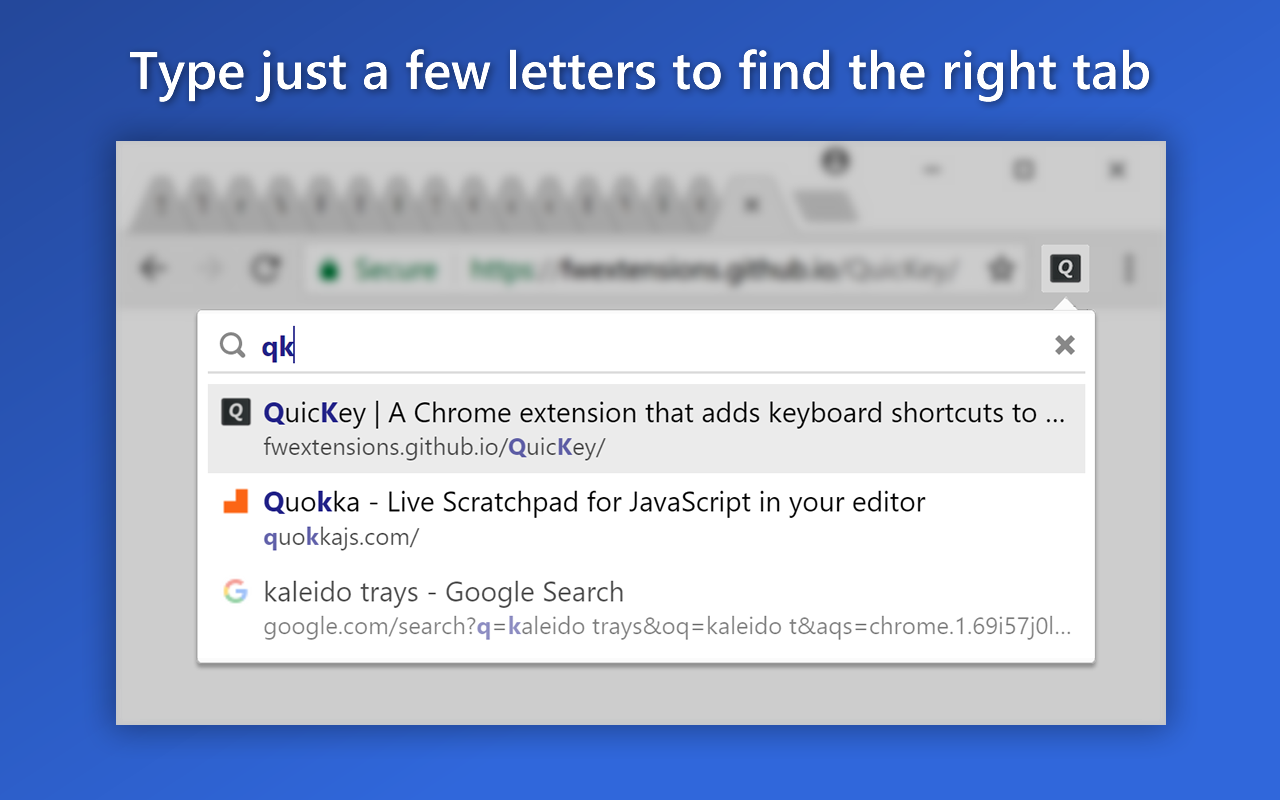 Type just a few letters to find the right tab
Secure https://fwextensions.github.io/QuicKey/
Q
qk
Q
QuicKey | A Chrome extension that adds keyboard shortcuts to ...
fwextensions.github.io/QuicKey/
Quokka - Live Scratchpad for JavaScript in your editor
quokkajs.com/
kaleido trays - Google Search
google.com/search?q=kaleido trays&oq=kaleido t&aqs=chrome.1.69i57j0l...